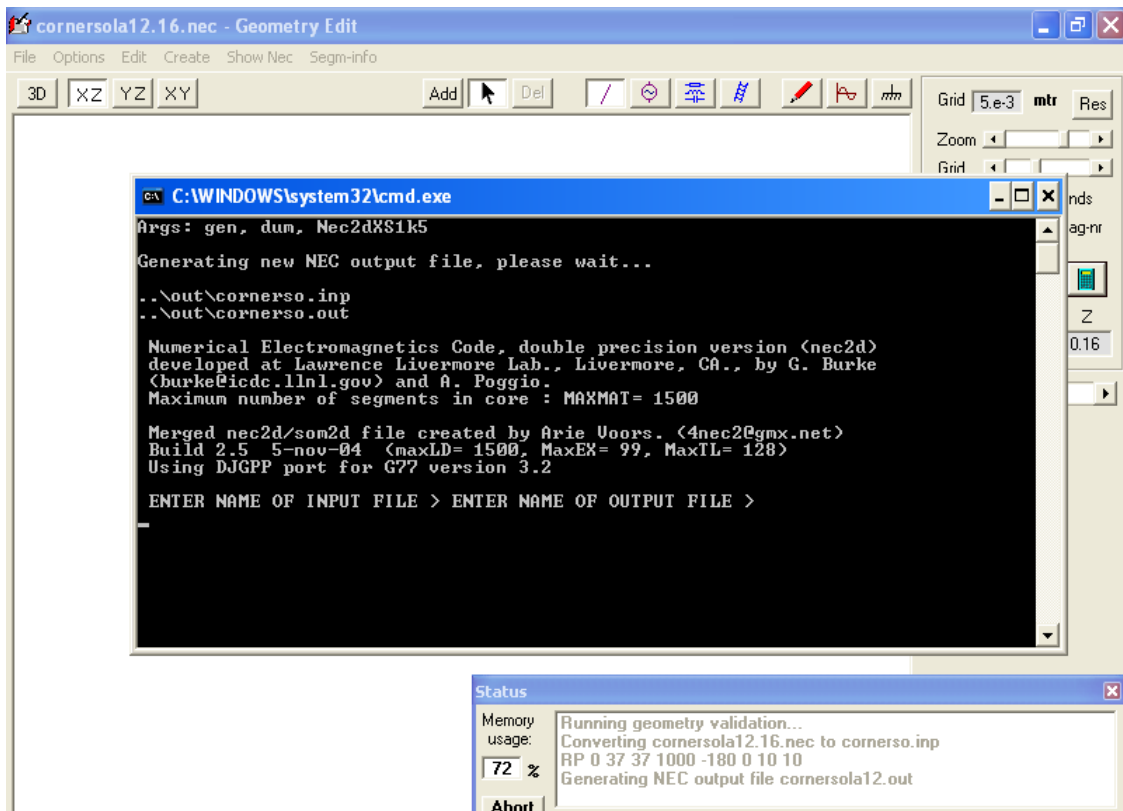 cornersola12.16.nec - Geometry Edit
File Options Edit Create Show Nec Segm-info
3D XZ YZ XY Add Del
Grid 5.e-3 mtr Res
Zoom
Grid
C:\WINDOWS\system32\cmd.exe
nds
Args: gen, dum, Nec2dXS1k5
ag-nr
Generating new NEC output file, please wait...
..\out\cornerso.inp
..\out\cornerso.out
Z
0.16
Numerical Electromagnetics Code, double precision version (nec2d)
developed at Lawrence Livermore Lab., Livermore, CA., by G. Burke
(burke@icdc.llnl.gov) and A. Poggio.
Maximum number of segments in core : MAXMAT= 1500
Merged nec2d/som2d file created by Arie Voors. (4nec2@gmx.net)
Build 2.5 5-nov-04 (maxLD= 1500, MaxEX= 99, MaxTL= 128)
Using DJGPP port for G77 version 3.2
ENTER NAME OF INPUT FILE > ENTER NAME OF OUTPUT FILE >
Status
Memory usage:
72 %
Abort
Running geometry validation...
Converting cornersola12.16.nec to cornerso.inp
RP 0 37 37 1000 -180 0 10 10
Generating NEC output file cornersola12.out